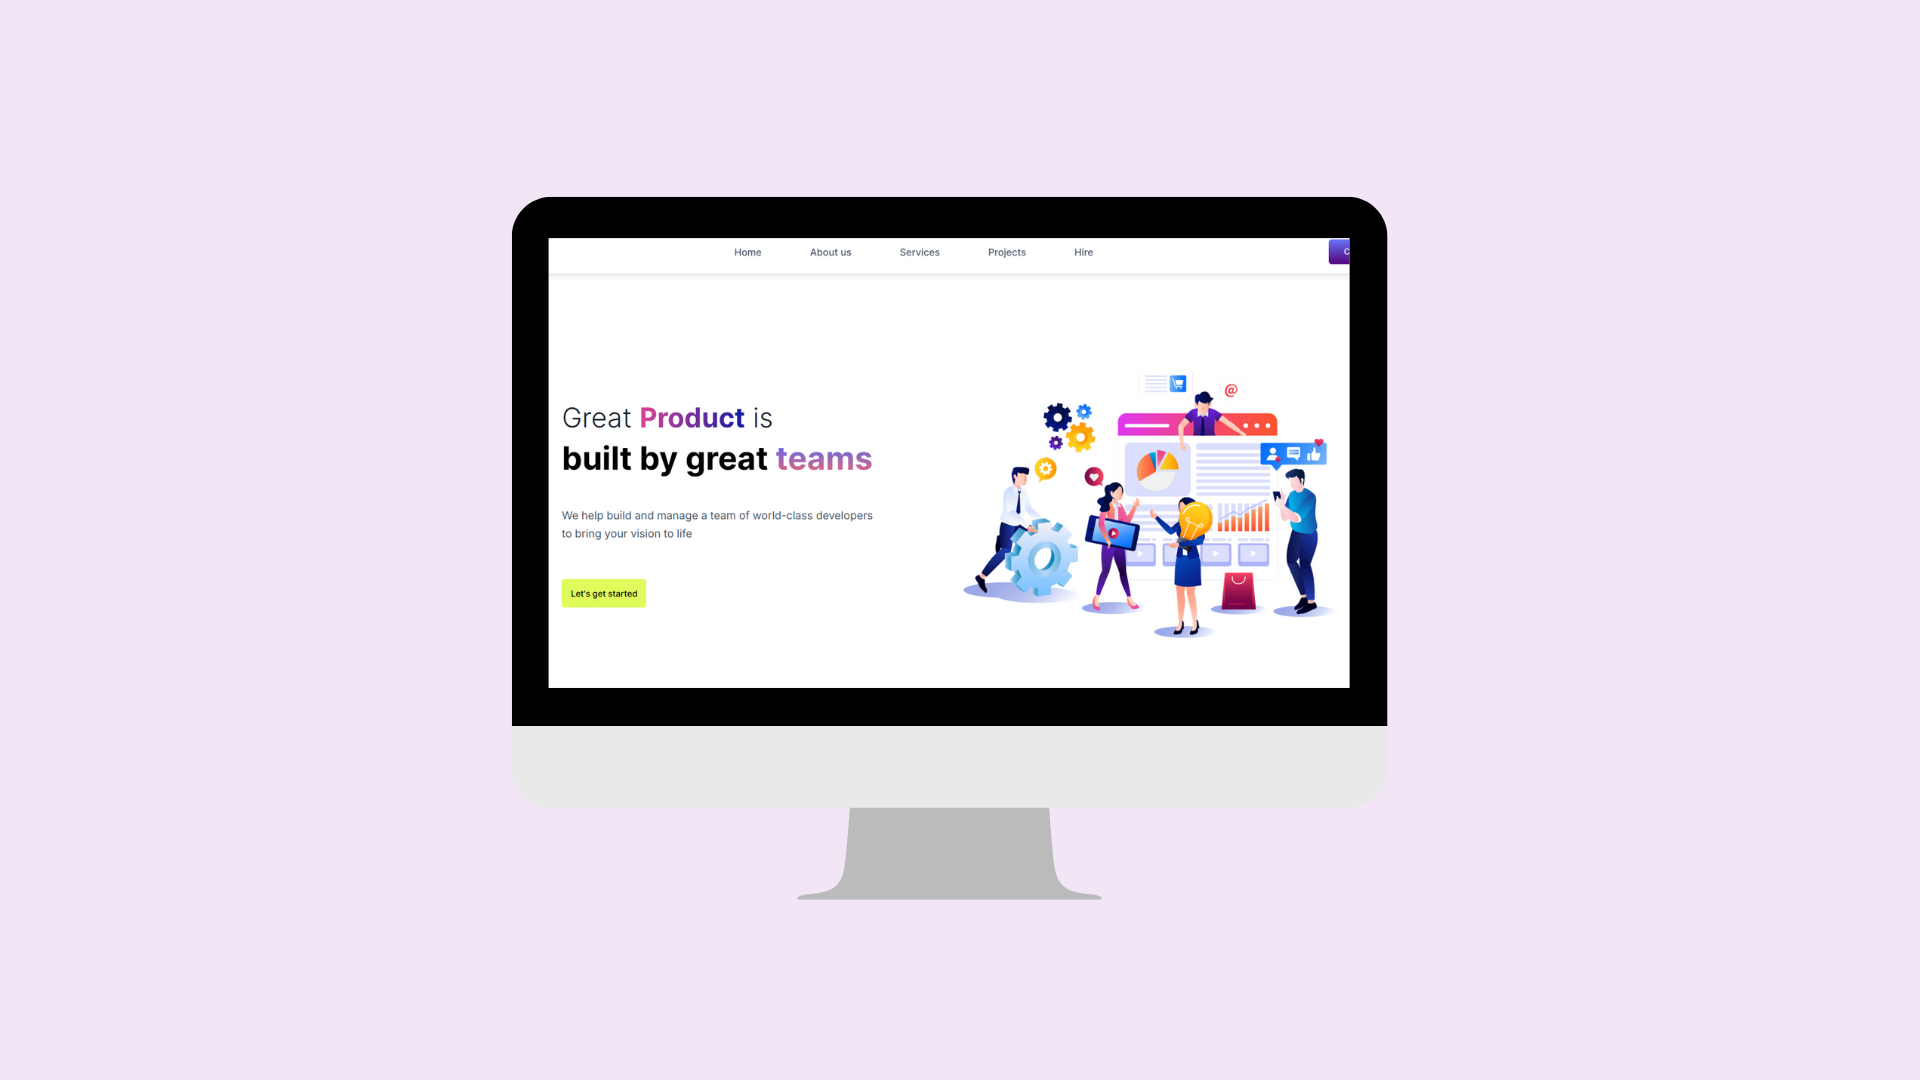 Home About us Services Projects Hire
@
Great Product is
built by great teams
We help build and manage a team of world-class developers
to bring your vision to life
Let's get started